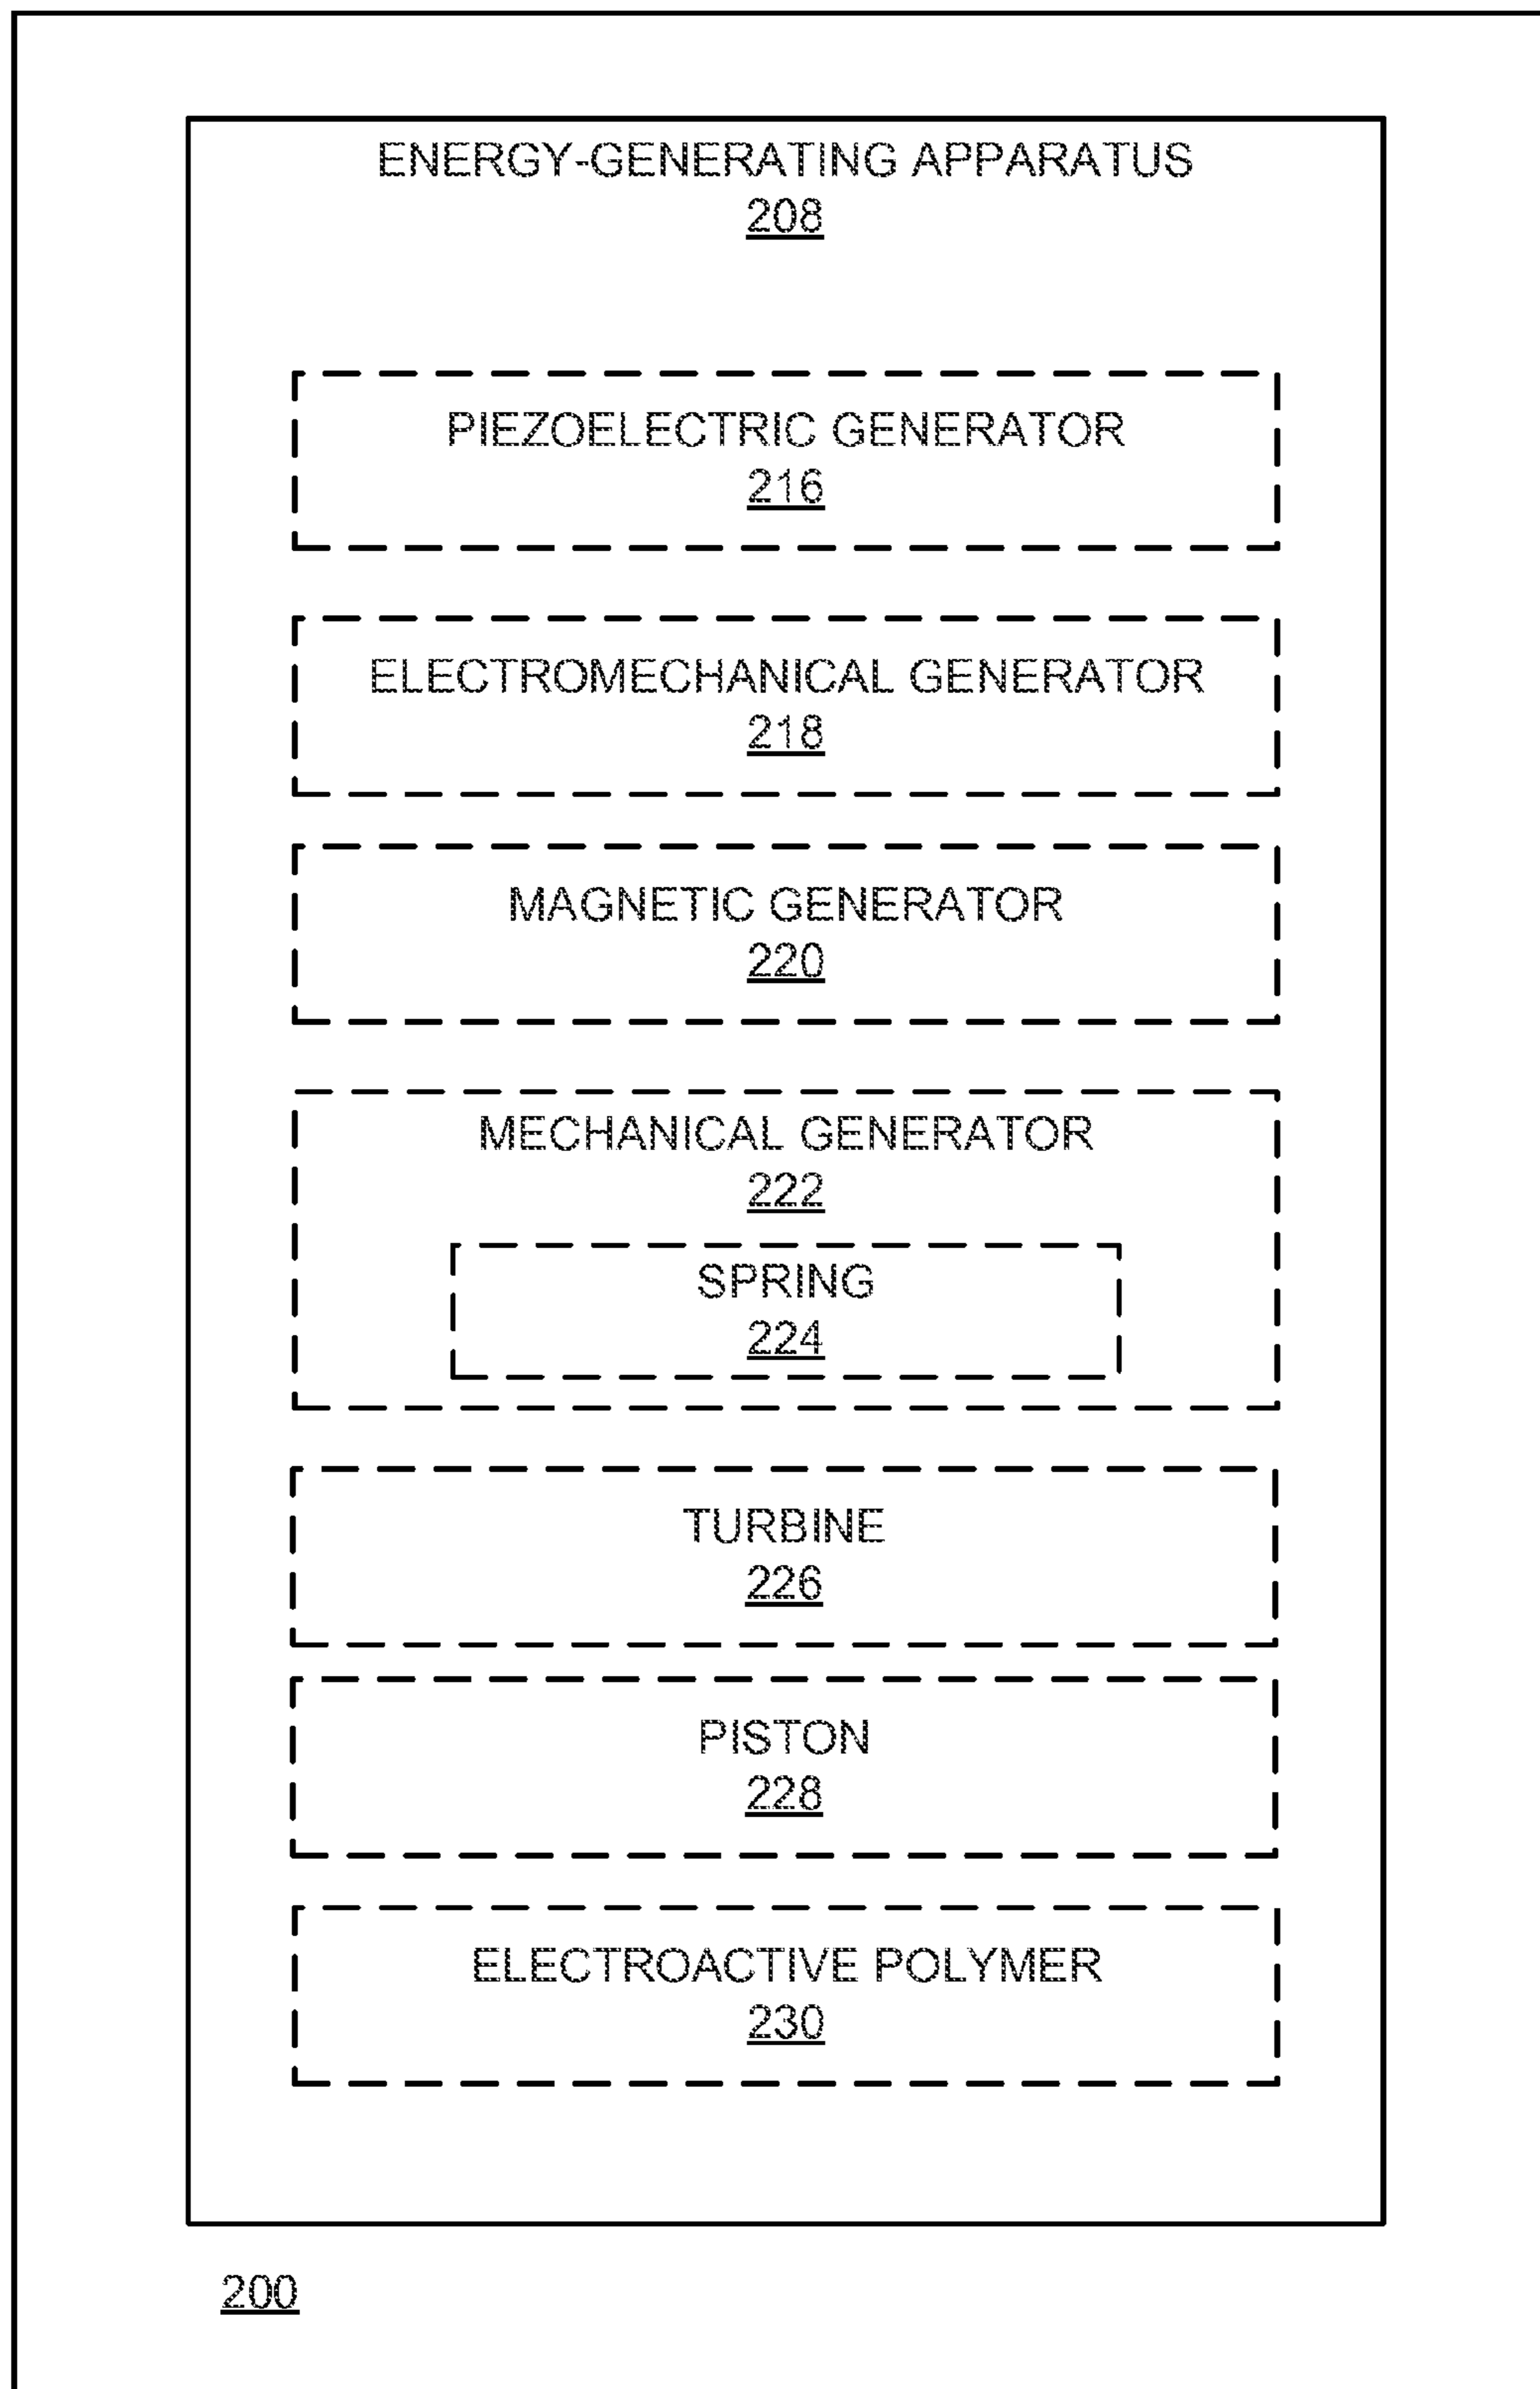 ENERGY-GENERATING APPARATUS
208
PIEZOELECTRIC GENERATOR
216
ELECTROMECHANICAL GENERATOR
218
MAGNETIC GENERATOR
220
MECHANICAL GENERATOR
222
SPRING
224
TURBINE
226
PISTON
228
ELECTROACTIVE POLYMER
230
200